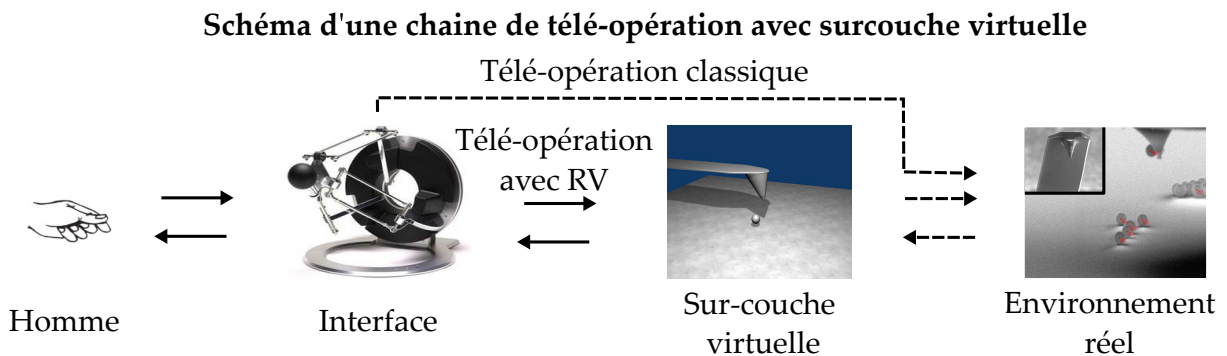 Schéma d'une chaine de télé-opération avec surcouche virtuelle
Télé-opération classique
Télé-opération
avec RV
Homme
Interface
Sur-couche
virtuelle
Environnement
réel